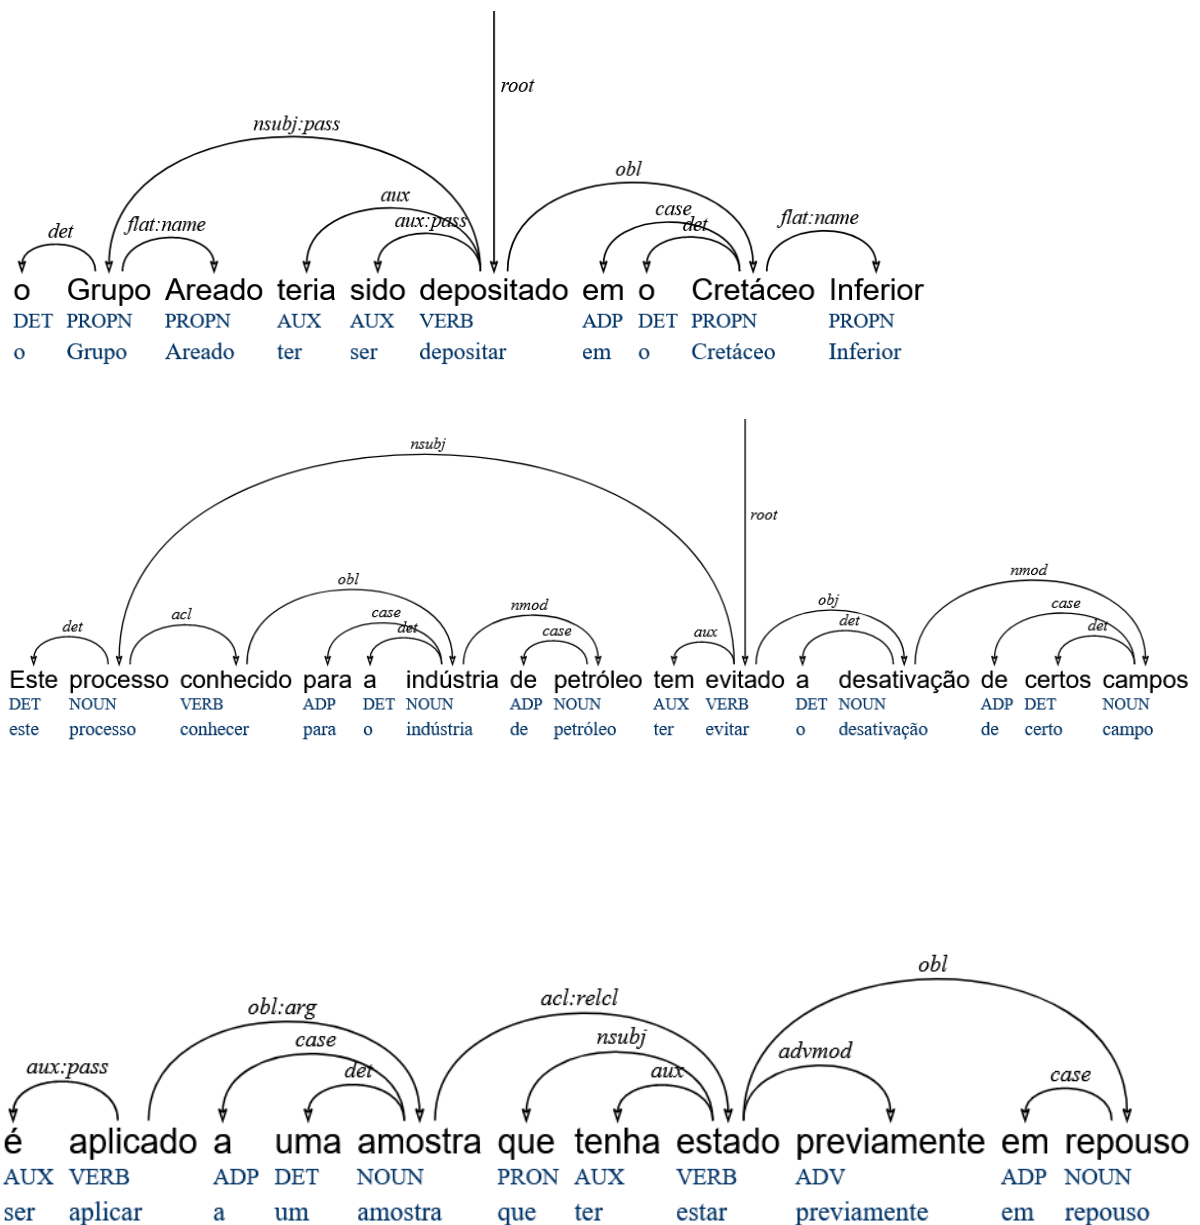 root
nsubj:pass
obl
aux
case
aux:pass
det
flat:name
det
flat:name
o Grupo Areado teria sido depositado em o Cretáceo Inferior
DET PROPN PROPN AUX AUX VERB ADP DET PROPN PROPN
o Grupo Areado ter ser depositar em o Cretáceo Inferior
nsubj
root
nmod
obl
obj
case
nmod
case
acl
det
det
det
det
case
aux
Este processo conhecido para a indústria de petróleo tem evitado a desativação de certos campos
DET NOUN VERB ADP DET NOUN ADP NOUN AUX VERB DET NOUN ADP DET NOUN
este processo conhecer para o indústria de petróleo ter evitar o desativação de certo campo
obl
obl:arg
acl:relcl
case
nsubj
advmod
aux:pass
det
aux
case
é aplicado a uma amostra que tenha estado previamente em repouso
AUX VERB ADP DET NOUN PRON AUX VERB ADV ADP NOUN
ser aplicar a um amostra que ter estar previamente em repouso